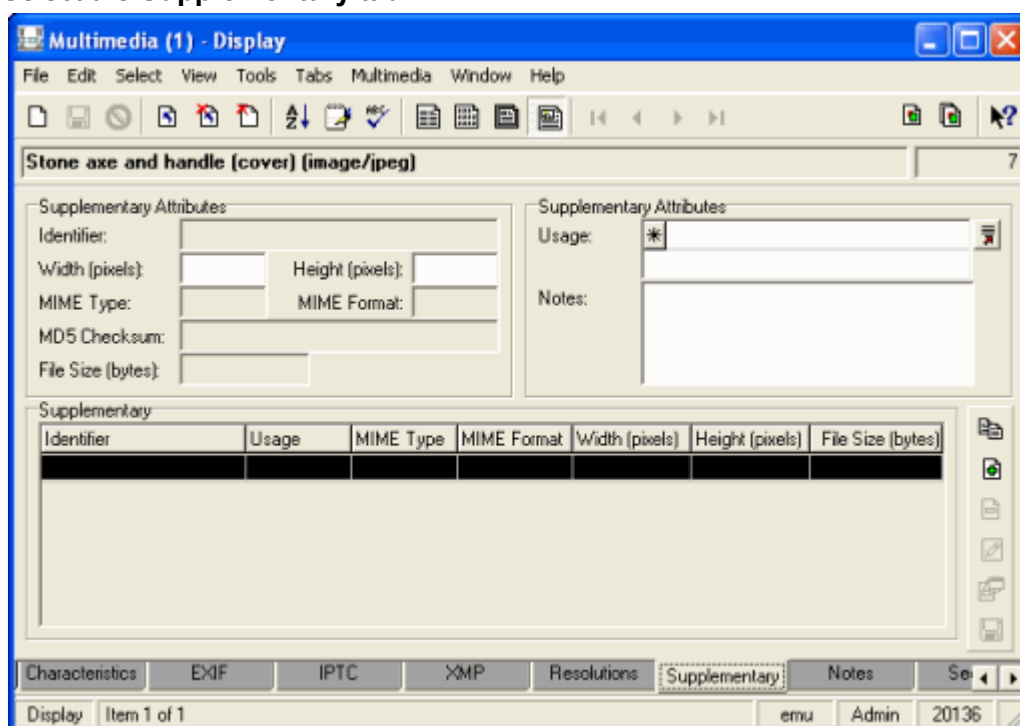 Multimedia (1) - Display
File Edit Select View Tools Tabs Multimedia Window Help
Stone axe and handle (cover) (image/jpeg) 7
Supplementary Attributes
Identifier:
Width (pixels): Height (pixels):
MIME Type: MIME Format:
MD5 Checksum:
File Size (bytes):
Supplementary Attributes
Usage:
Notes:
Supplementary
Identifier Usage MIME Type MIME Format Width (pixels) Height (pixels) File Size (bytes)
Characteristics EXIF IPTC XMP Resolutions Supplementary Notes Se
Display Item 1 of 1 emu Admin 20136